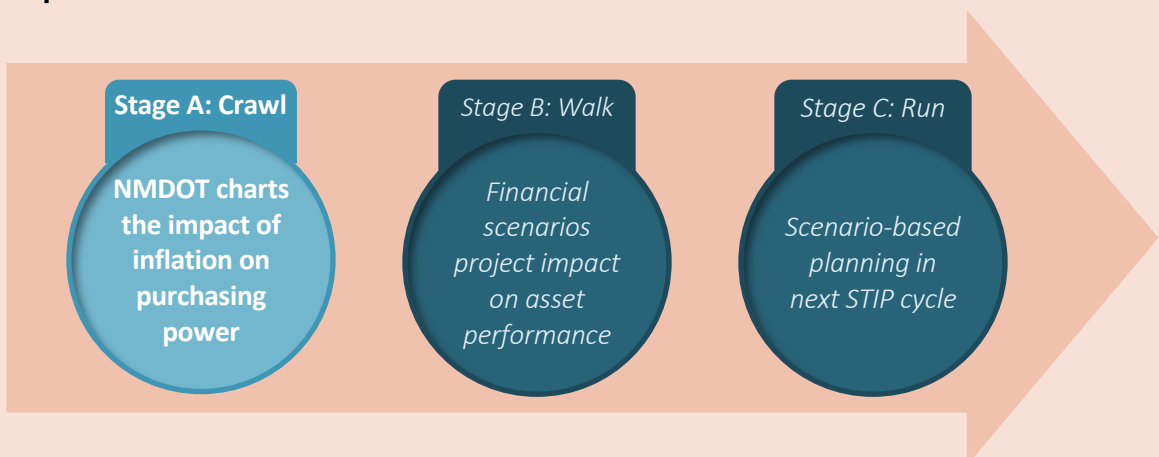 Stage A: Crawl
NMDOT charts
the impact of
inflation on
purchasing
power
Stage B: Walk
Financial
scenarios
project impact
on asset
performance
Stage C: Run
Scenario-based
planning in
next STIP cycle